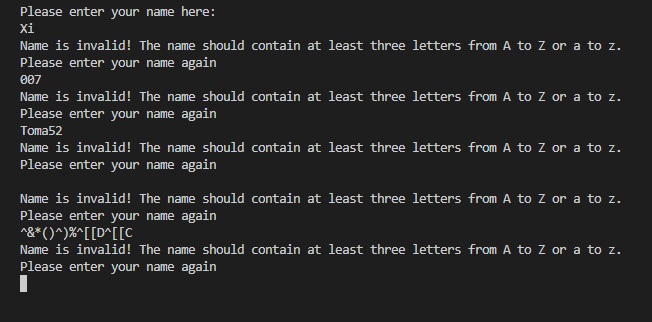 Please enter your name here:
Xi
Name is invalid! The name should contain at least three letters from A to Z or a to z.
Please enter your name again
007
Name is invalid! The name should contain at least three letters from A to Z or a to z.
Please enter your name again
Toma52
Name is invalid! The name should contain at least three letters from A to Z or a to z.
Please enter your name again
Name is invalid! The name should contain at least three letters from A to Z or a to z.
Please enter your name again
^&*()^)%^[[D^[[C
Name is invalid! The name should contain at least three letters from A to Z or a to z.
Please enter your name again